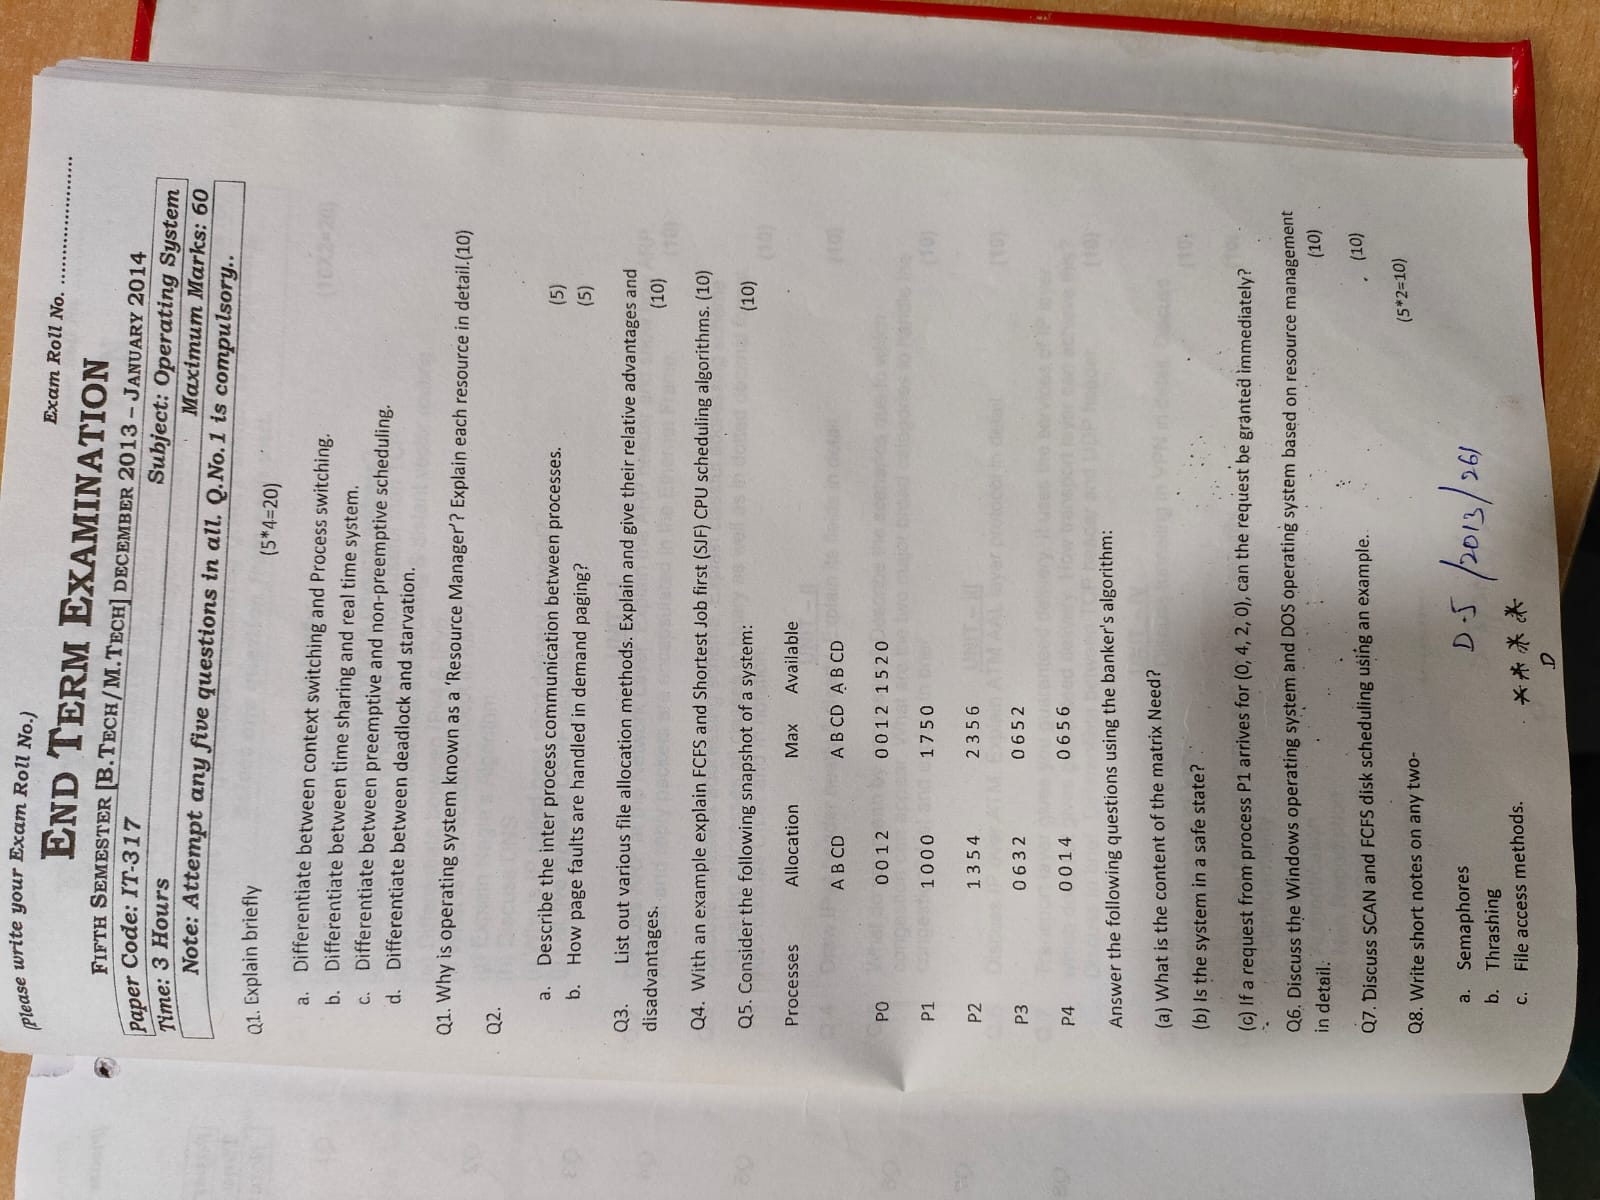 (Please write your Exam Roll No.) Exam Roll No. ....................
END TERM EXAMINATION
FIFTH SEMESTER [B.TECH/M.TECH] DECEMBER 2013 – JANUARY 2014
Paper Code: IT-317 Subject: Operating System
Time: 3 Hours Maximum Marks: 60
Note: Attempt any five questions in all. Q.No.1 is compulsory..
Q1. Explain briefly (5*4=20)
a. Differentiate between context switching and Process switching.
b. Differentiate between time sharing and real time system.
c. Differentiate between preemptive and non-preemptive scheduling.
d. Differentiate between deadlock and starvation.
Q1. Why is operating system known as a 'Resource Manager'? Explain each resource in detail.(10)
Q2.
a. Describe the inter process communication between processes. (5)
b. How page faults are handled in demand paging? (5)
Q3. List out various file allocation methods. Explain and give their relative advantages and
disadvantages. (10)
Q4. With an example explain FCFS and Shortest Job first (SJF) CPU scheduling algorithms. (10)
Q5. Consider the following snapshot of a system: (10)
Processes Allocation Max Available
A B CD A B CD A B CD
P0 0 0 1 2 0 0 1 2 1 5 2 0
P1 1 0 0 0 1 7 5 0
P2 1 3 5 4 2 3 5 6
P3 0 6 3 2 0 6 5 2
P4 0 0 1 4 0 6 5 6
Answer the following questions using the banker's algorithm:
(a) What is the content of the matrix Need?
(b) Is the system in a safe state?
(c) If a request from process P1 arrives for (0, 4, 2, 0), can the request be granted immediately?
Q6. Discuss the Windows operating system and DOS operating system based on resource management
in detail. (10)
Q7. Discuss SCAN and FCFS disk scheduling using an example. (10)
Q8. Write short notes on any two- (5*2=10)
a. Semaphores
b. Thrashing
c. File access methods.
D-5 /2013/261
****
D